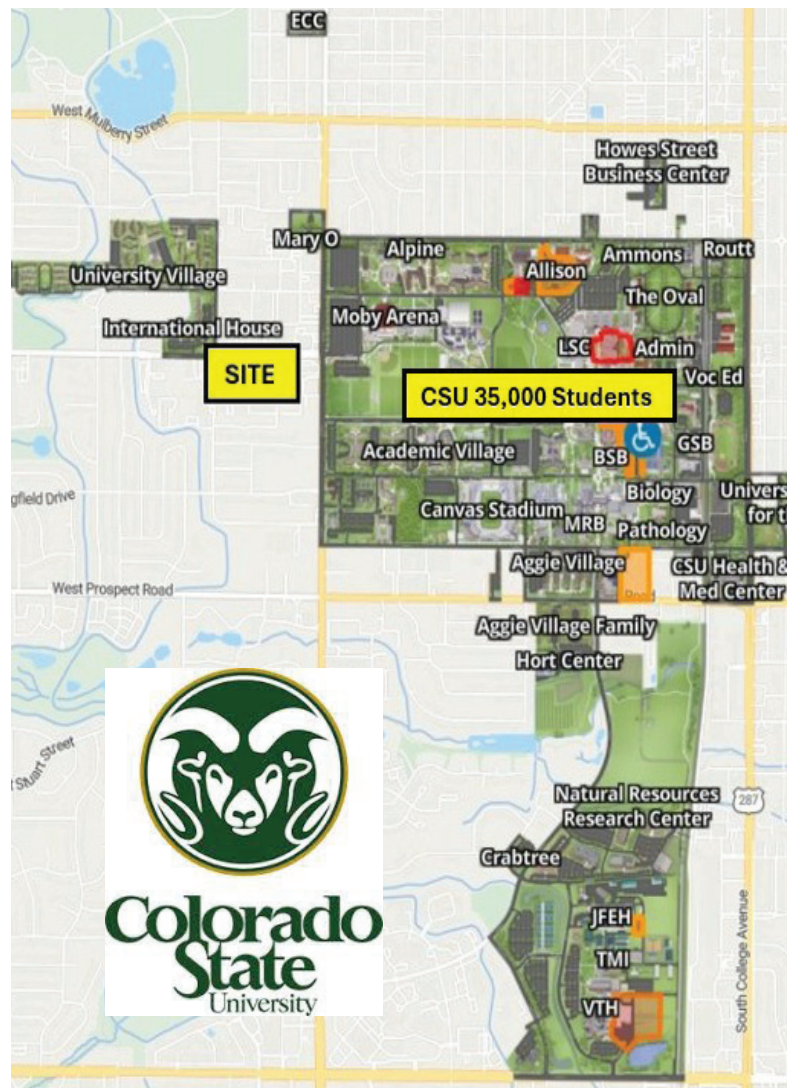 ECC
West Mulberry Street
Howes Street
Business Center
Mary O
Alpine
Ammons
Routt
Allison
University Village
The Oval
International House
Moby Arena
LSC
Admin
SITE
Voc Ed
CSU 35,000 Students
Academic Village
BSB
GSB
gfield Drive
Biology
Univers
for th
Canvas Stadium
MRB
Pathology
West Prospect Road
Aggie Village
CSU Health &
Med Center
Aggie Village Family
Hort Center
Stuart Street
Natural Resources
Research Center
287
Crabtree
Colorado
State
University
JFEH
TMI
VTH
South College Avenue